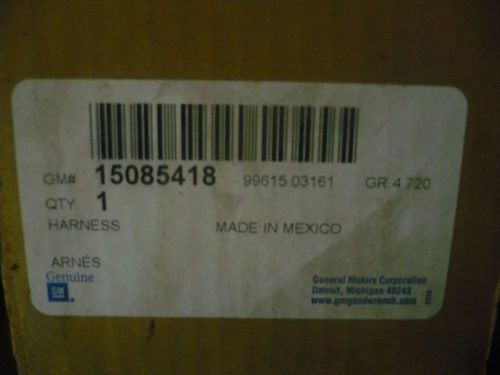 GM# 15085418 99615 03161 GR. 4.720
QTY. 1
HARNESS MADE IN MEXICO
ARNÉS
Genuine
GM
General Motors Corporation
Detroit, Michigan 48243
www.gmgoodwrench.com